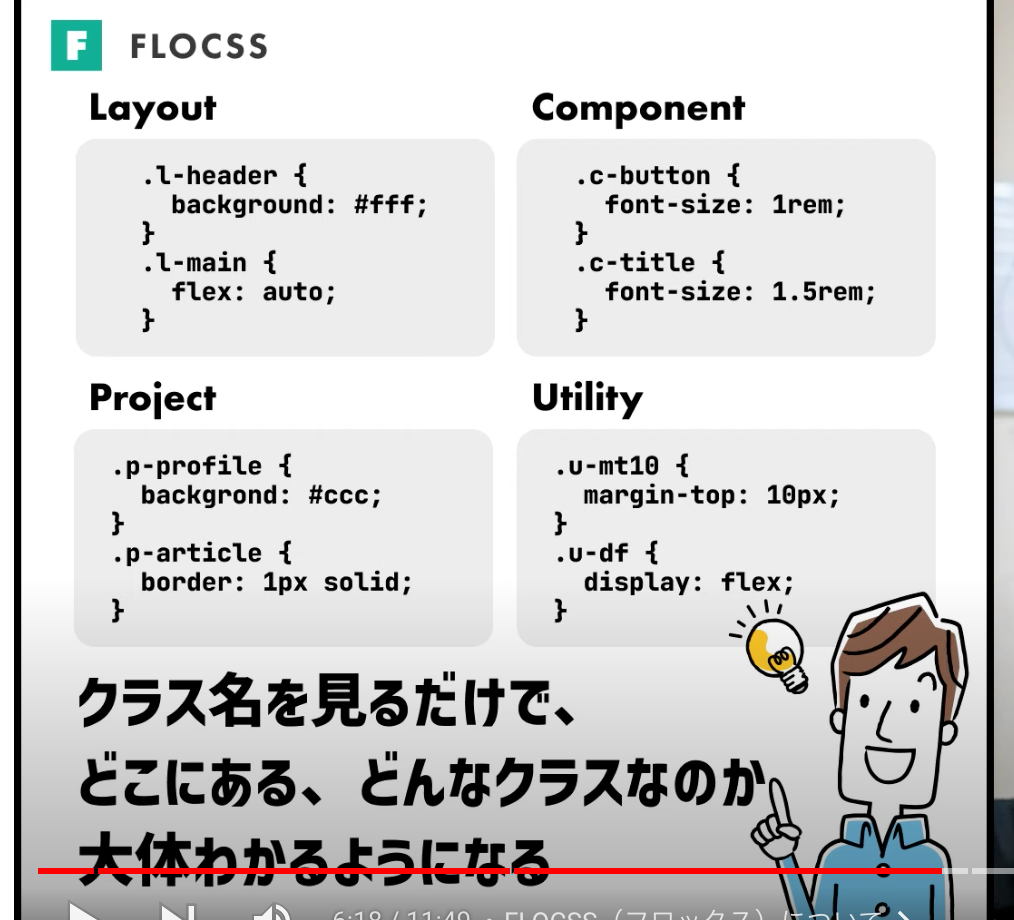 F FLOCSS
Layout
.l-header {
background: #fff;
}
.l-main {
flex: auto;
}
Component
.c-button {
font-size: 1rem;
}
.c-title {
font-size: 1.5rem;
}
Project
.p-profile {
backgrond: #ccc;
}
.p-article {
border: 1px solid;
}
Utility
.u-mt10 {
margin-top: 10px;
}
.u-df {
display: flex;
}
クラス名を見るだけで、
どこにある、どんなクラスなのか
大体わかるようになる
6:18 / 11:49 • FLOCSS（フロックス）について